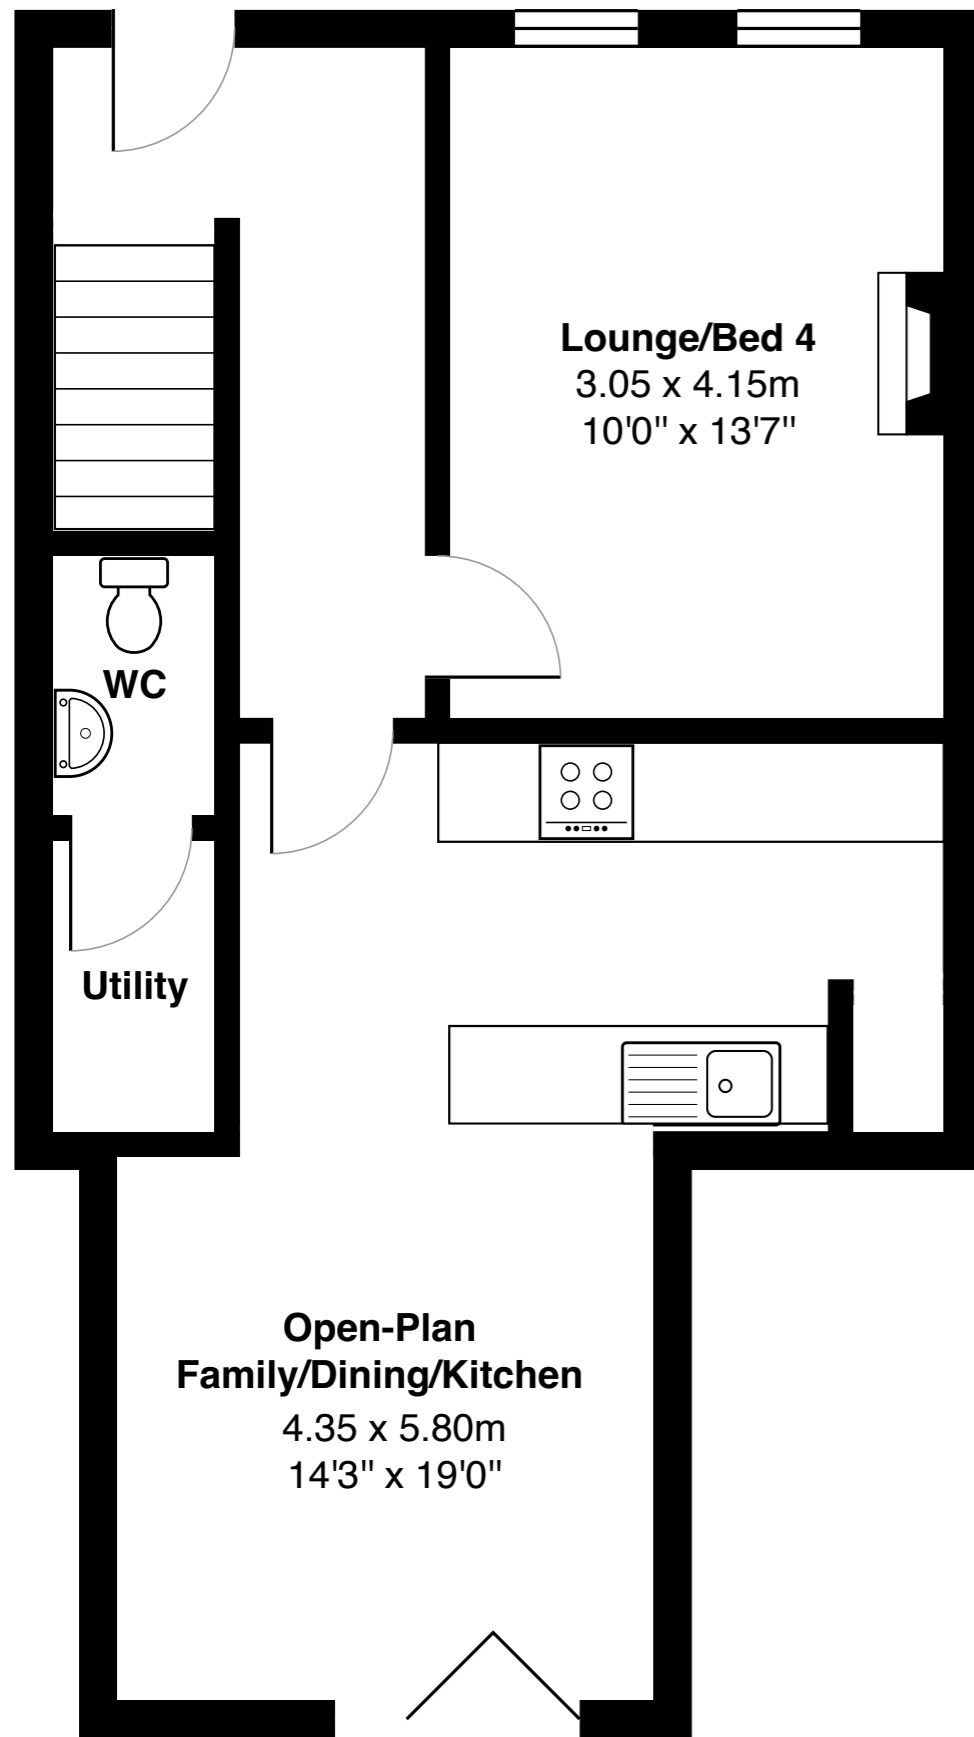 Lounge/Bed 4
3.05 x 4.15m
10'0" x 13'7"
WC
Utility
Open-Plan
Family/Dining/Kitchen
4.35 x 5.80m
14'3" x 19'0"